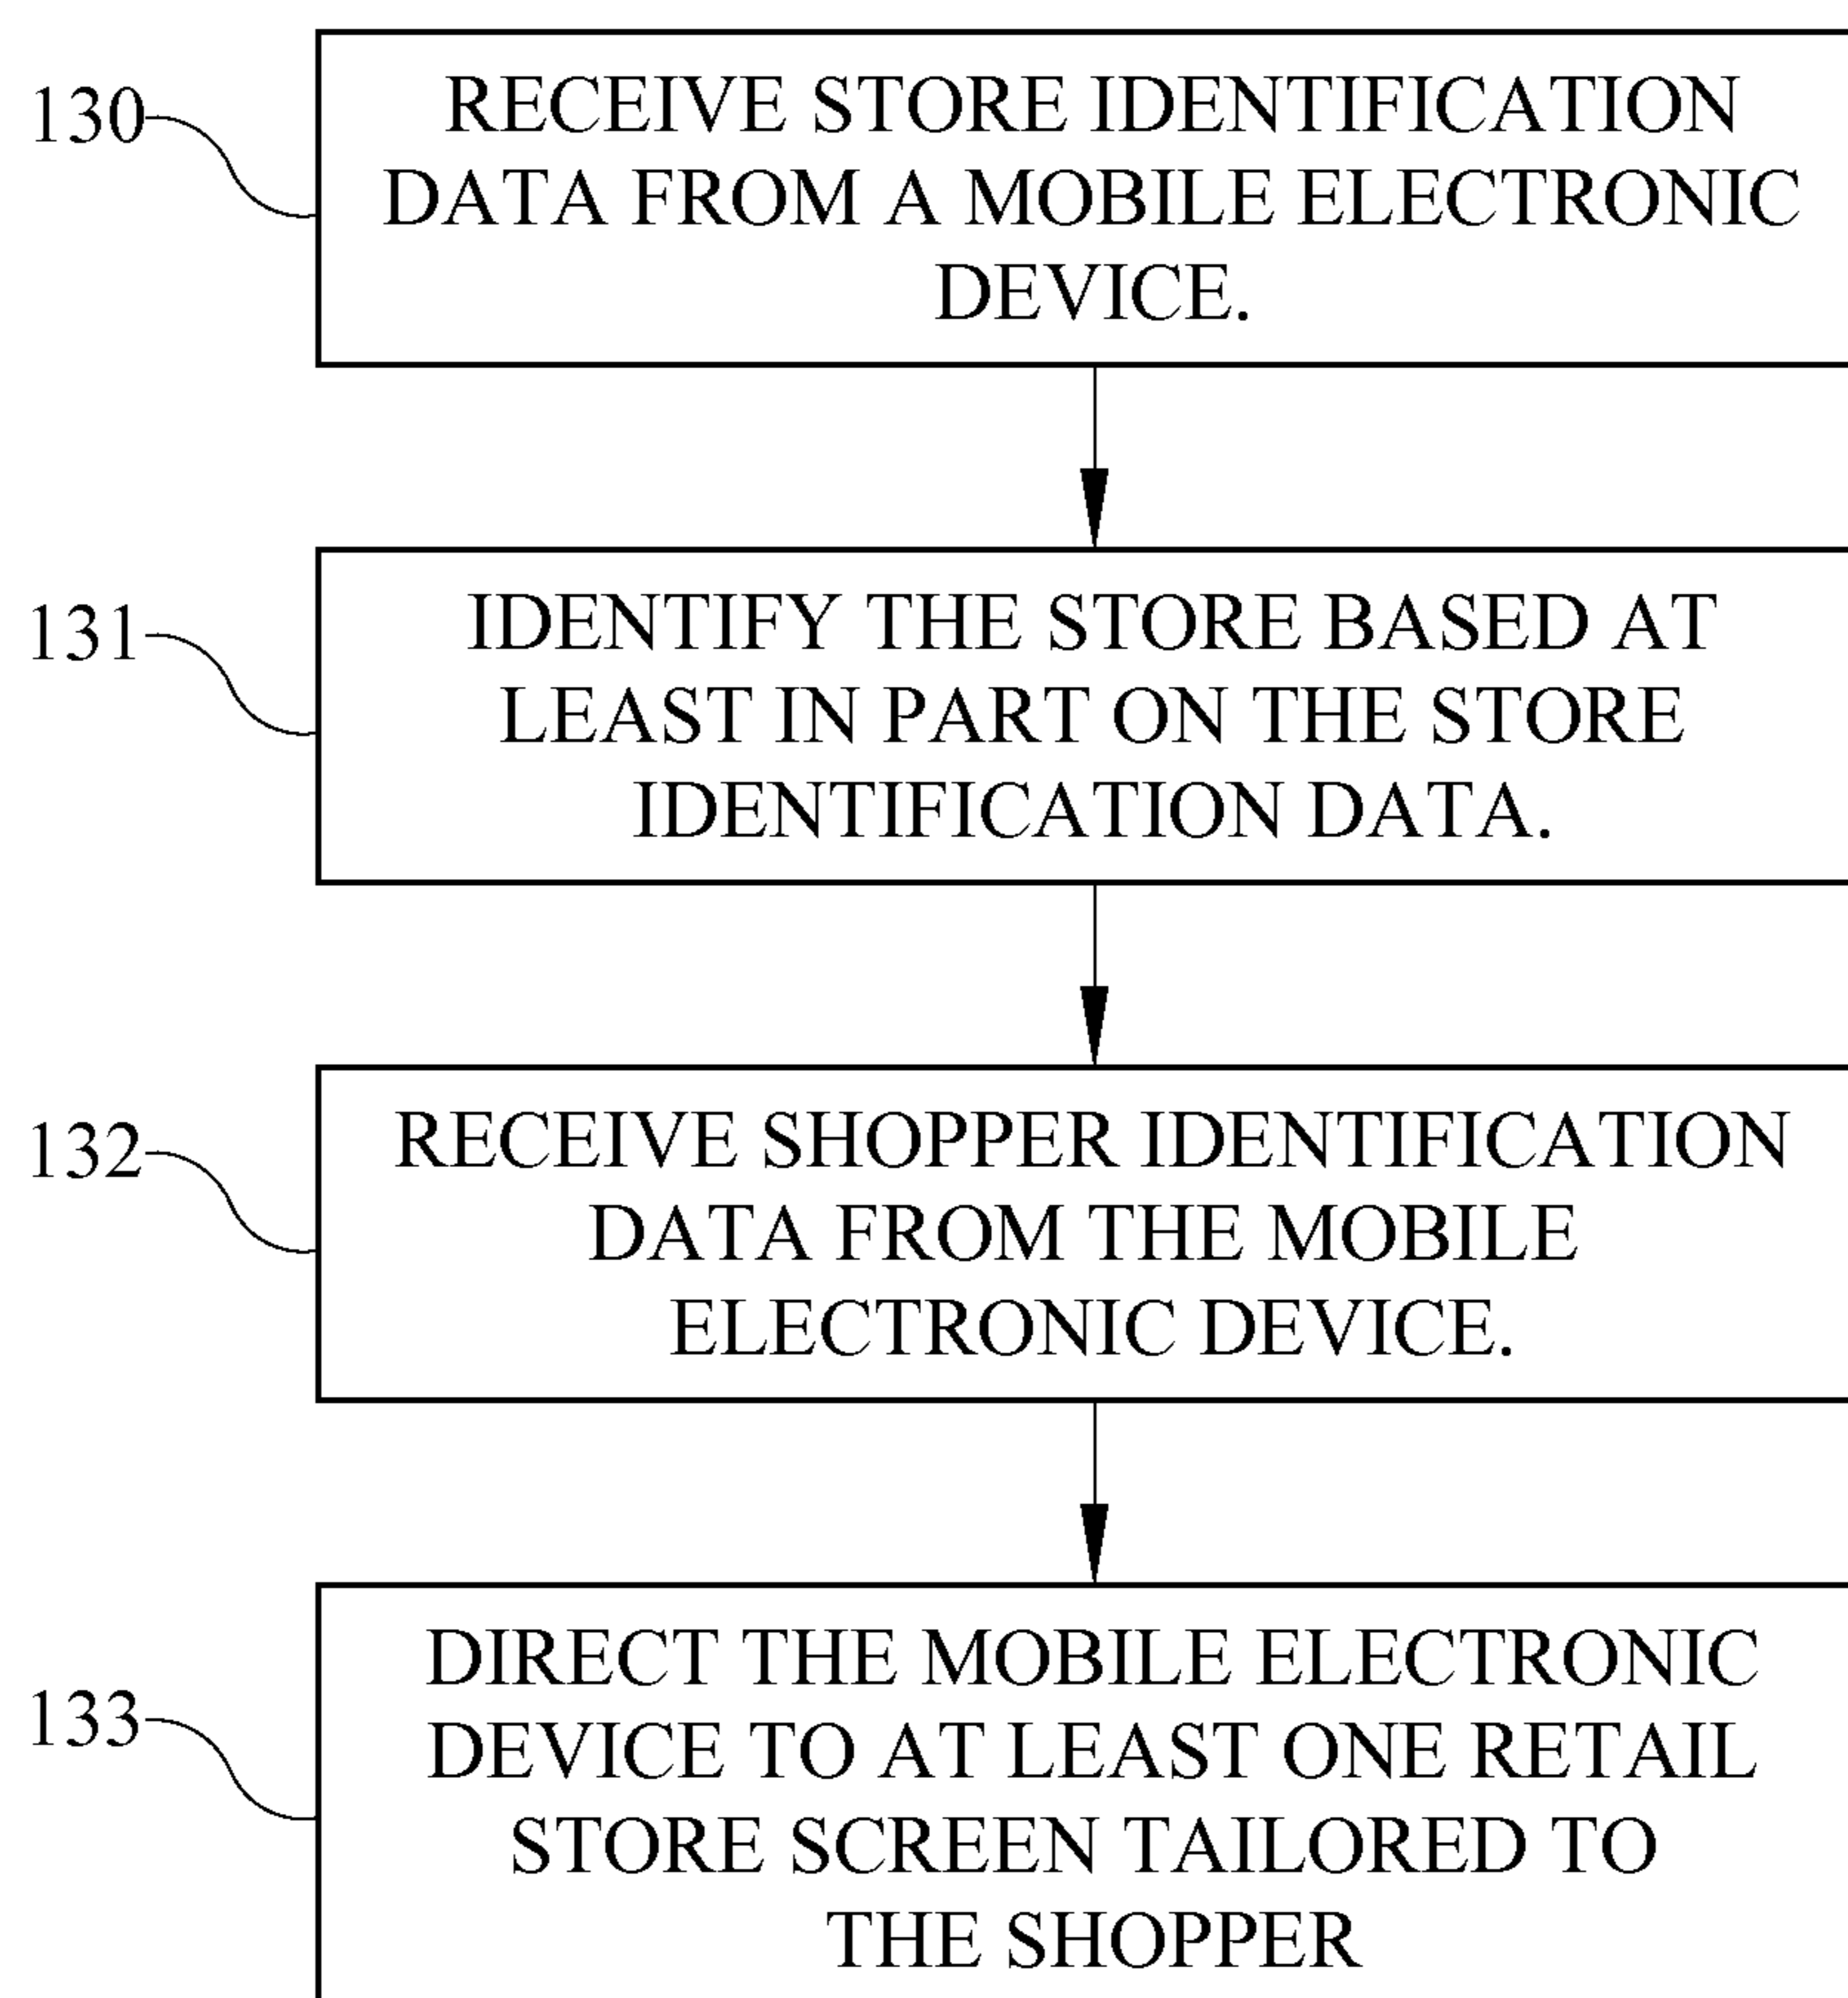 130
RECEIVE STORE IDENTIFICATION
DATA FROM A MOBILE ELECTRONIC
DEVICE.
131
IDENTIFY THE STORE BASED AT
LEAST IN PART ON THE STORE
IDENTIFICATION DATA.
132
RECEIVE SHOPPER IDENTIFICATION
DATA FROM THE MOBILE
ELECTRONIC DEVICE.
133
DIRECT THE MOBILE ELECTRONIC
DEVICE TO AT LEAST ONE RETAIL
STORE SCREEN TAILORED TO
THE SHOPPER